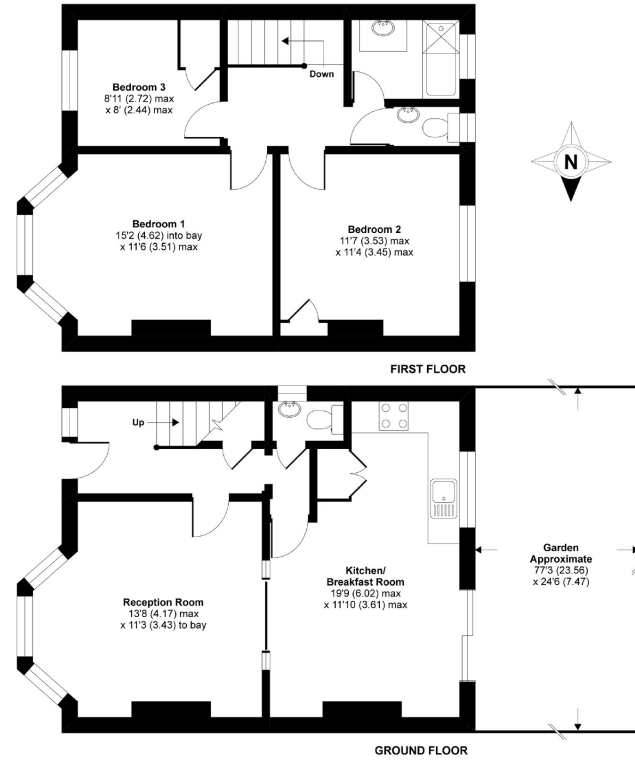 Bedroom 3
8'11 (2.72) max
x 8' (2.44) max
Down
N
Bedroom 1
15'2 (4.62) into bay
x 11'6 (3.51) max
Bedroom 2
11'7 (3.53) max
x 11'4 (3.45) max
FIRST FLOOR
Up
Reception Room
13'8 (4.17) max
x 11'3 (3.43) to bay
Kitchen/
Breakfast Room
19'9 (6.02) max
x 11'10 (3.61) max
Garden
Approximate
77'3 (23.56)
x 24'6 (7.47)
GROUND FLOOR